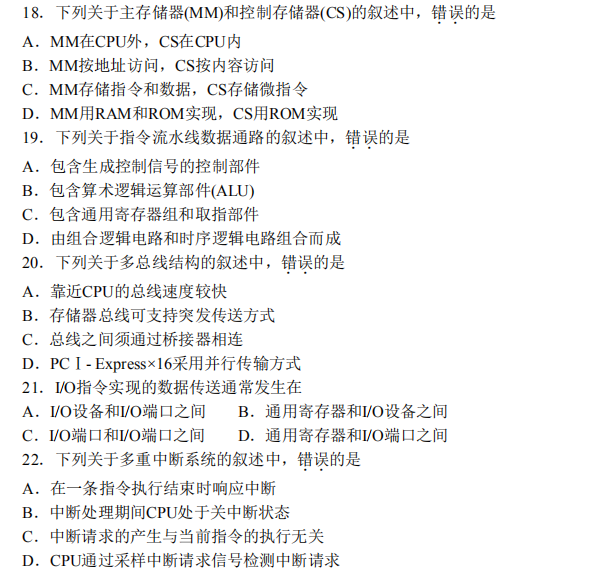 18. 下列关于主存储器(MM)和控制存储器(CS)的叙述中，错误的是
A．MM在CPU外，CS在CPU内
B．MM按地址访问，CS按内容访问
C．MM存储指令和数据，CS存储微指令
D．MM用RAM和ROM实现，CS用ROM实现
19．下列关于指令流水线数据通路的叙述中，错误的是
A．包含生成控制信号的控制部件
B．包含算术逻辑运算部件(ALU)
C．包含通用寄存器组和取指部件
D．由组合逻辑电路和时序逻辑电路组合而成
20．下列关于多总线结构的叙述中，错误的是
A．靠近CPU的总线速度较快
B．存储器总线可支持突发传送方式
C．总线之间须通过桥接器相连
D．PCⅠ- Express×16采用并行传输方式
21．I/O指令实现的数据传送通常发生在
A．I/O设备和I/O端口之间 B．通用寄存器和I/O设备之间
C．I/O端口和I/O端口之间 D．通用寄存器和I/O端口之间
22．下列关于多重中断系统的叙述中，错误的是
A．在一条指令执行结束时响应中断
B．中断处理期间CPU处于关中断状态
C．中断请求的产生与当前指令的执行无关
D．CPU通过采样中断请求信号检测中断请求